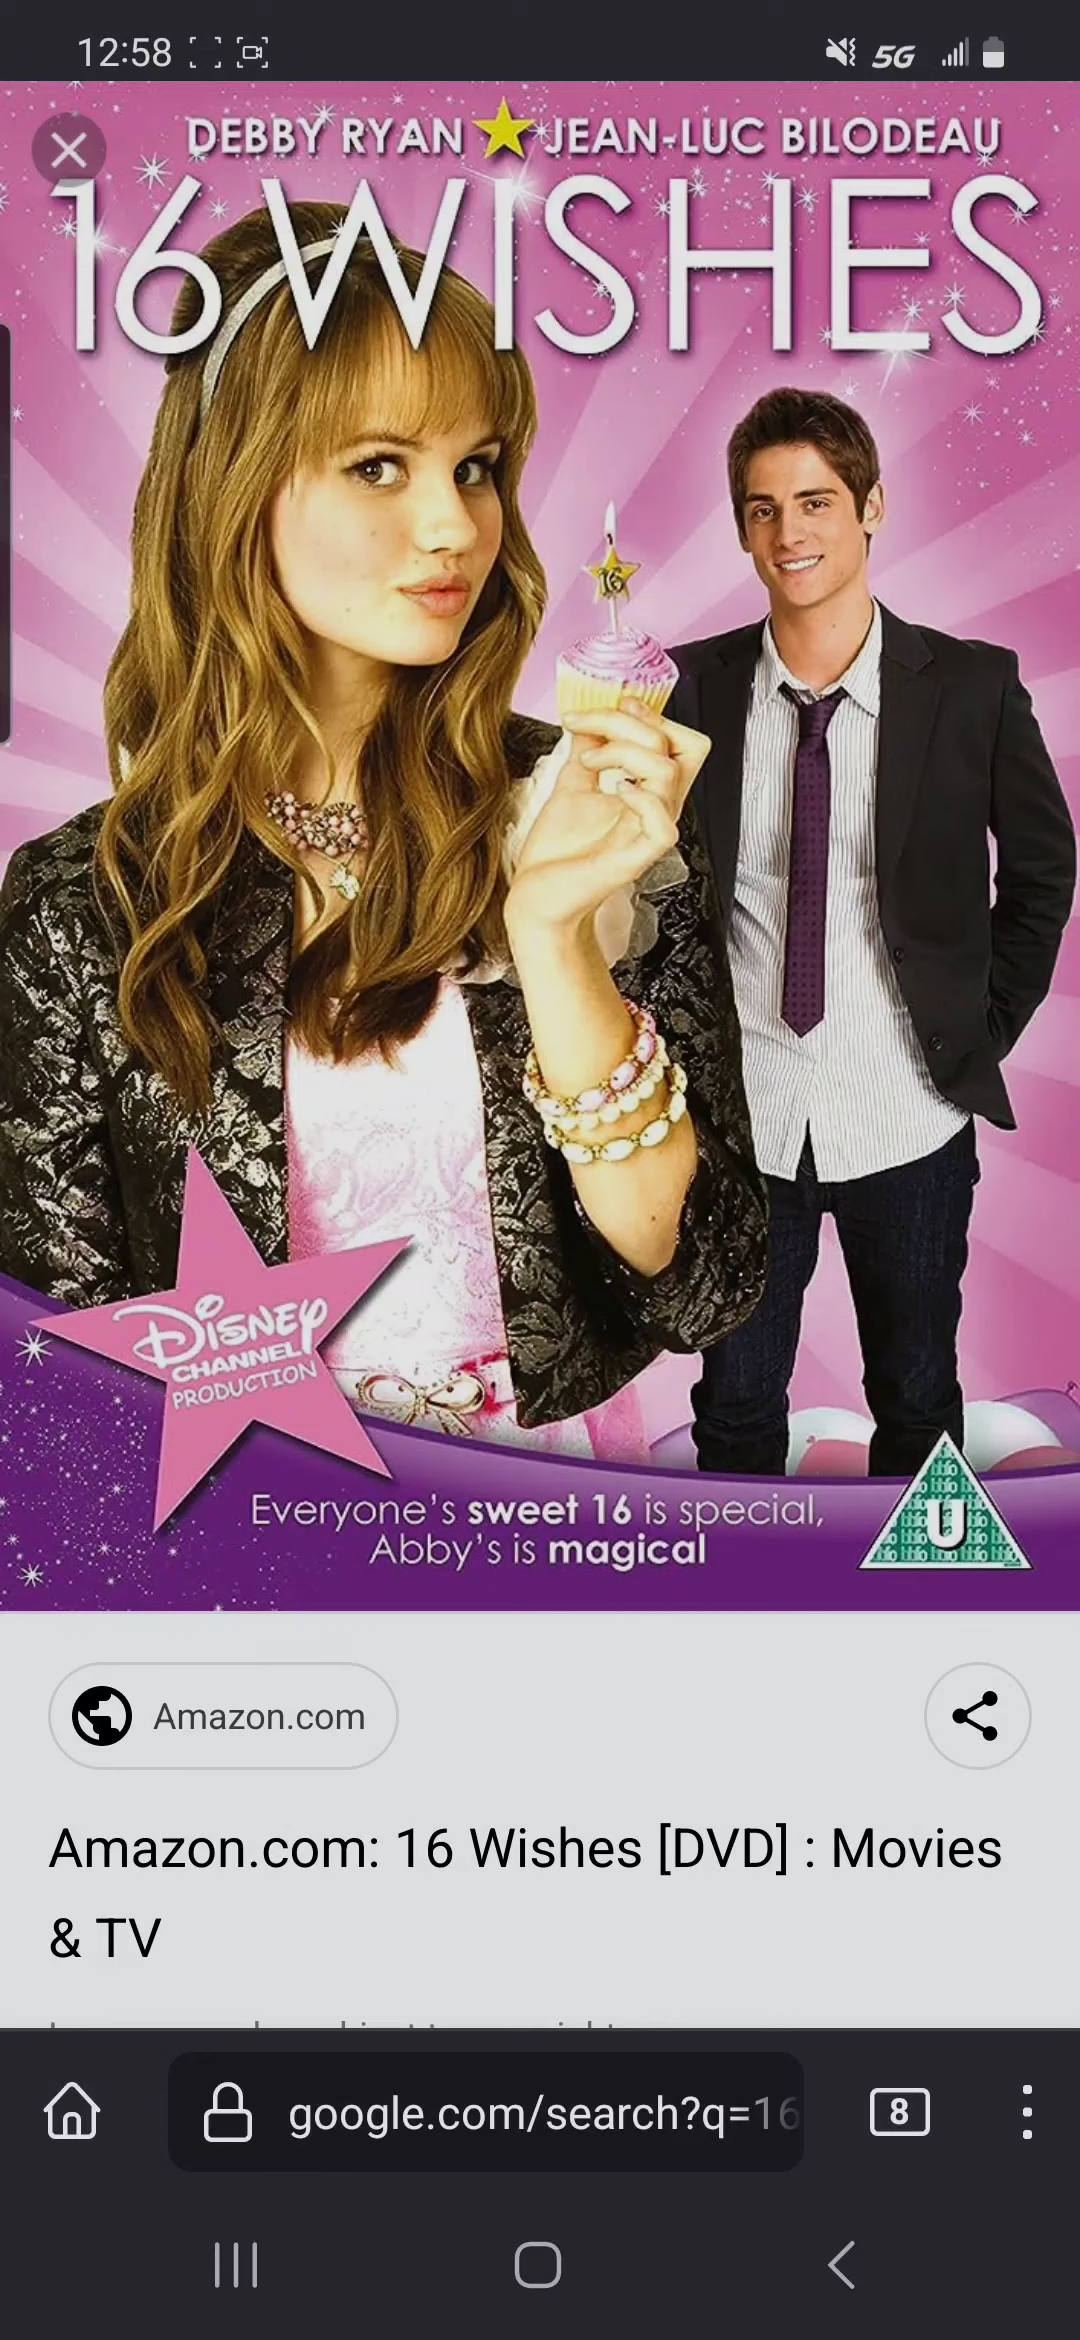 12:58
5G
DEBBY RYAN JEAN-LUC BILODEAU
16 WISHES
16
DISNEY
CHANNEL
PRODUCTION
Everyone's sweet 16 is special,
Abby's is magical
U
Amazon.com
Amazon.com: 16 Wishes [DVD] : Movies
& TV
google.com/search?q=16
8